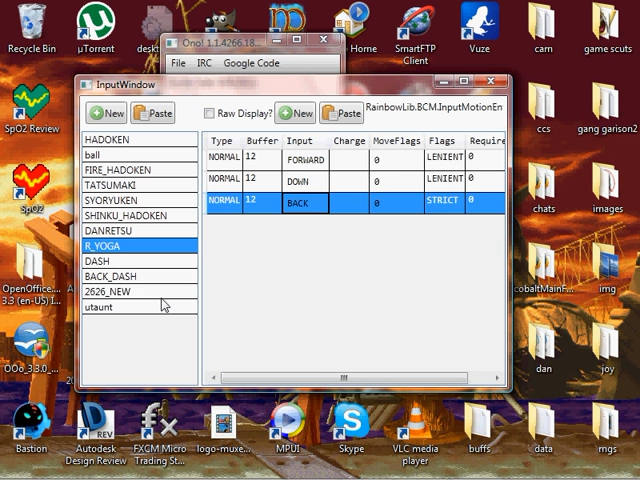 Recycle Bin
µTorrent
deskt
Home
SmartFTP
Client
Vuze
cam
game scuts
Ono! 1.1.4266.18...
File IRC Google Code
InputWindow
New Paste
Raw Display? New Paste
RainbowLib.BCM.InputMotionEn
HADOKEN
ball
FIRE_HADOKEN
TATSUMAKI
SYORYUKEN
SHINKU_HADOKEN
DANRETSU
R_YOGA
DASH
BACK_DASH
2626_NEW
utaunt
Type Buffer Input Charge MoveFlags Flags Require
NORMAL 12 FORWARD 0 LENIENT 0
NORMAL 12 DOWN 0 LENIENT 0
NORMAL 12 BACK 0 STRICT 0
SpO2 Review
ccs
gang garison2
SpO2
chats
images
OpenOffice....
3.3 (en-US) I...
cobaltMainF...
img
OOo_3.3.0_...
dan
joy
Bastion
Autodesk
Design Review
REV
FXCM Micro
Trading St...
logo-muxe...
MPUI
Skype
VLC media
player
buffs
data
rngs